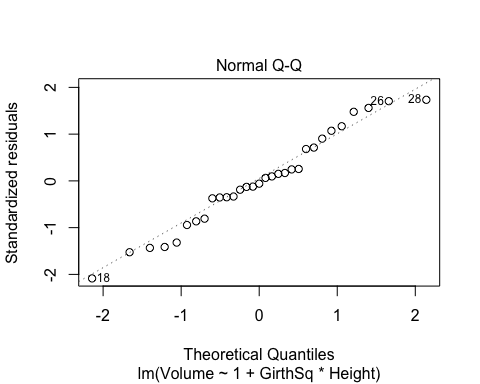 Normal Q-Q
Standardized residuals
2
1
0
-1
-2
26
28
18
-2 -1 0 1 2
Theoretical Quantiles
lm(Volume ~ 1 + GirthSq * Height)